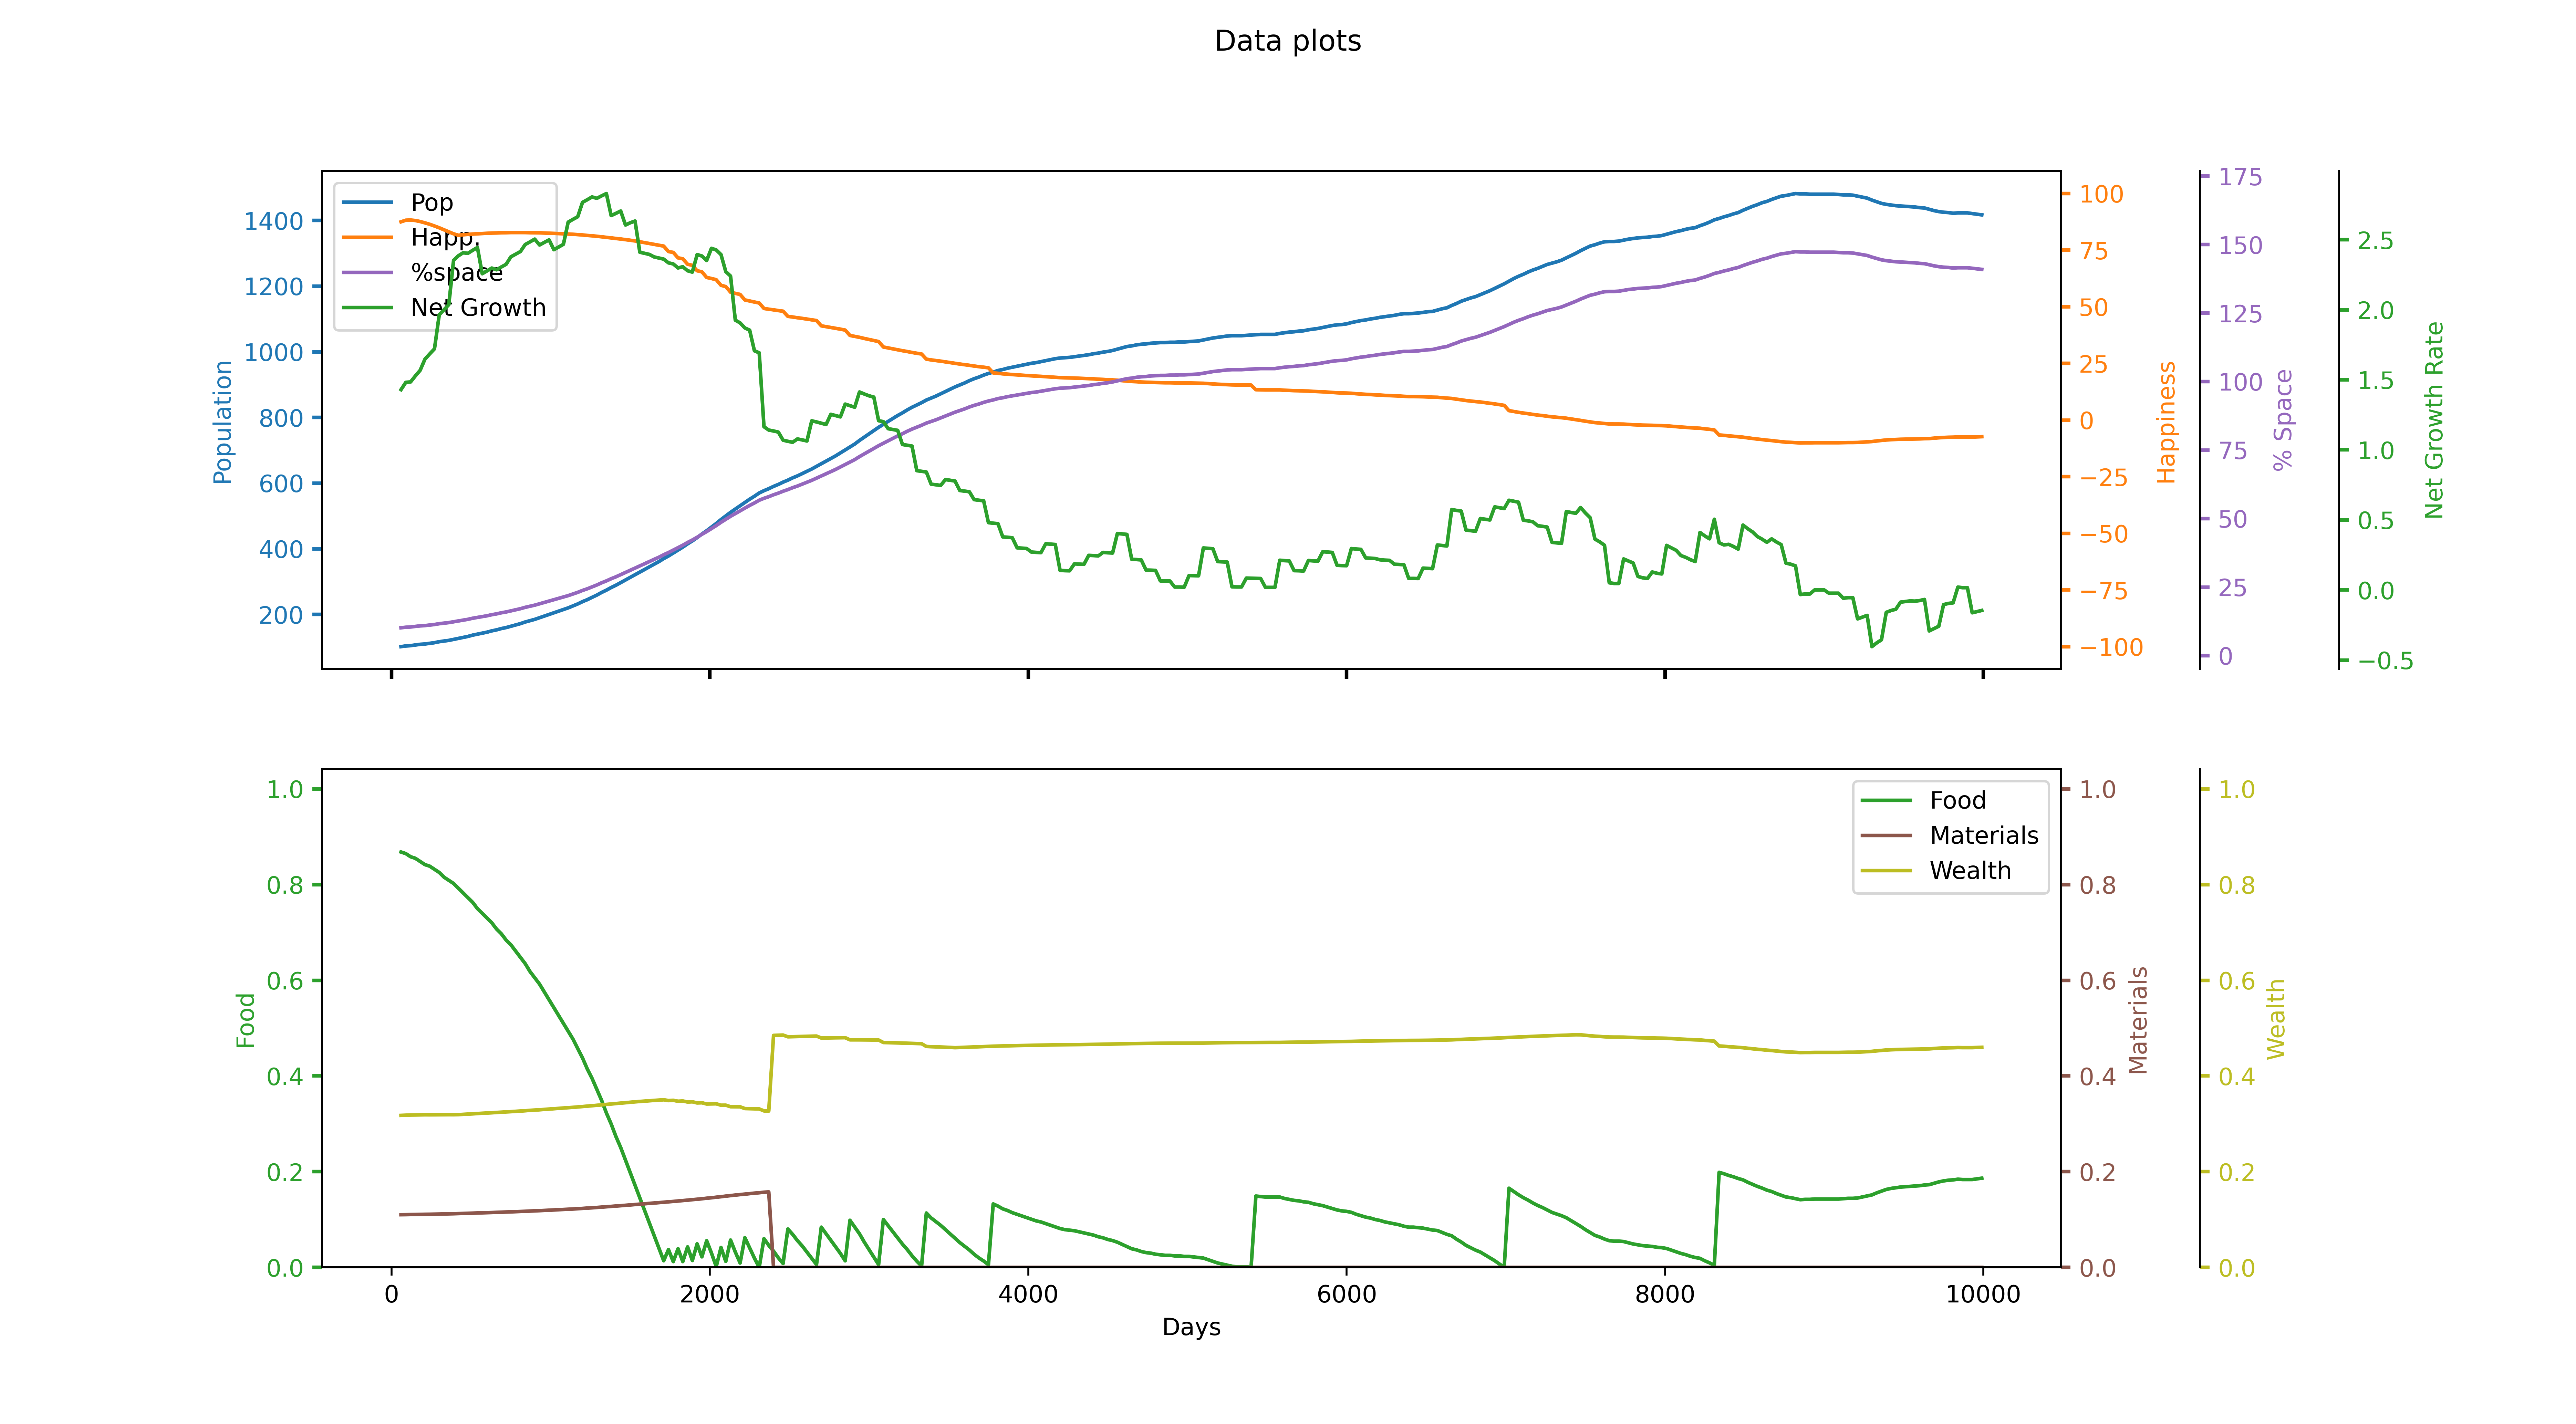 Data plots
Pop
Happ.
%space
Net Growth
1400
1200
1000
800
600
400
200
Population
100
75
50
25
0
−25
−50
−75
−100
Happiness
175
150
125
100
75
50
25
0
% Space
2.5
2.0
1.5
1.0
0.5
0.0
−0.5
Net Growth Rate
1.0
0.8
0.6
0.4
0.2
0.0
Food
Food
Materials
Wealth
1.0
0.8
0.6
0.4
0.2
0.0
Materials
1.0
0.8
0.6
0.4
0.2
0.0
Wealth
0 2000 4000 6000 8000 10000
Days